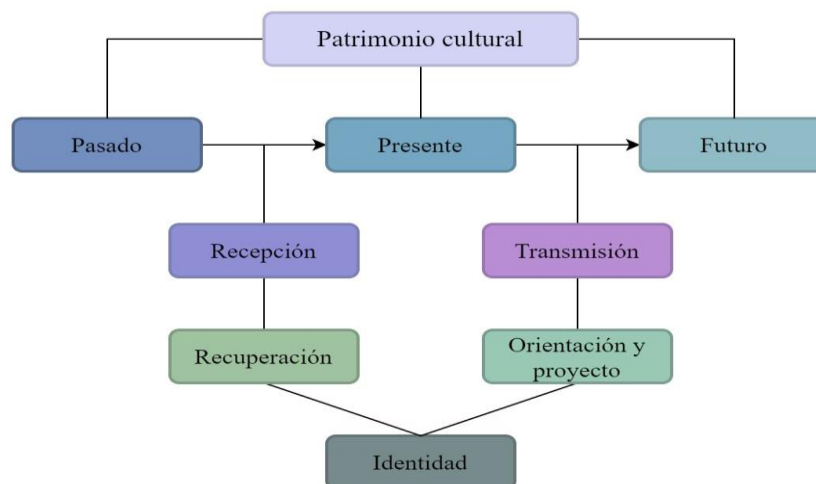 Patrimonio cultural
Pasado
Presente
Futuro
Recepción
Transmisión
Recuperación
Orientación y
proyecto
Identidad